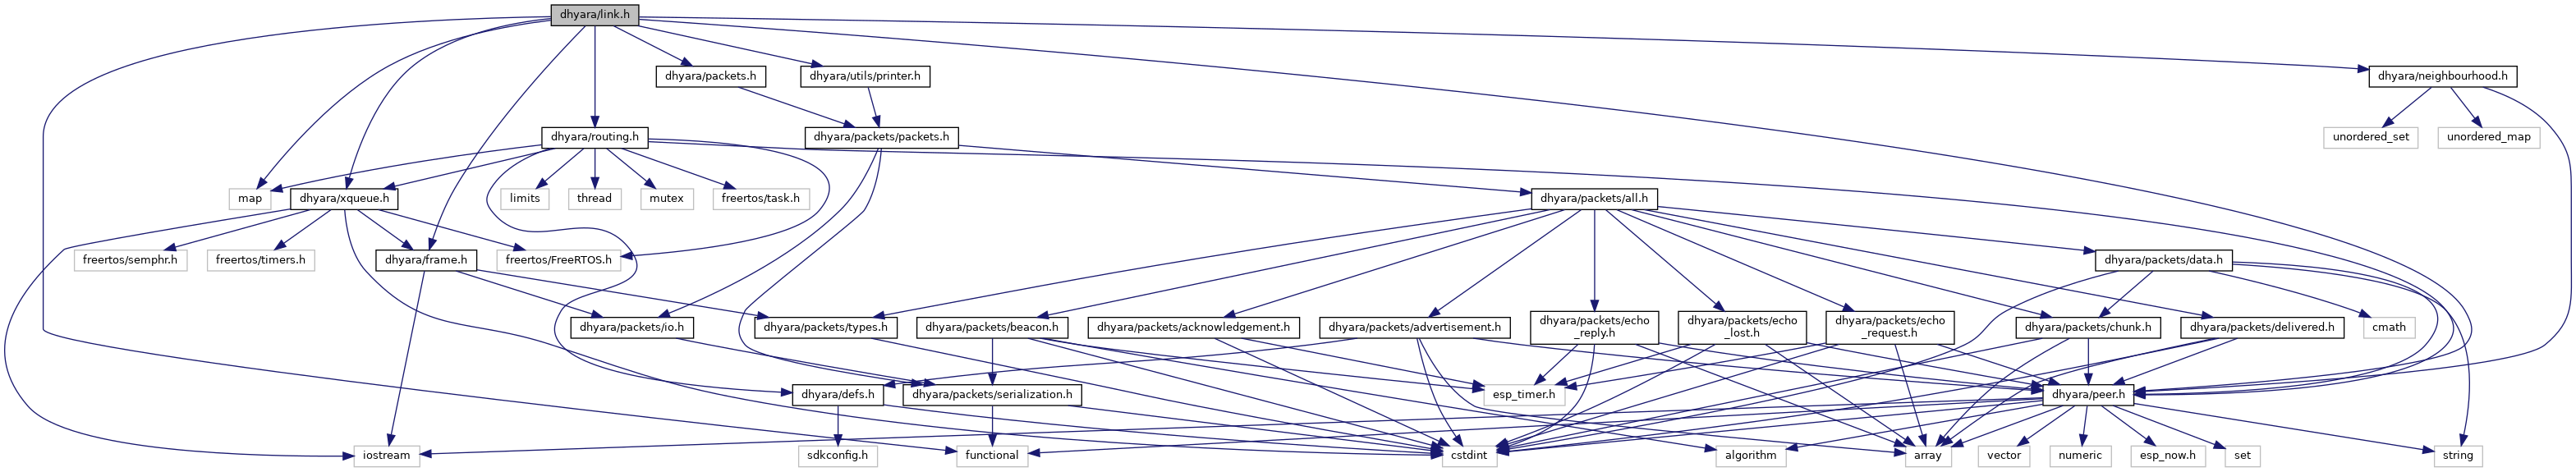 dhyara/link.h
dhyara/packets.h
dhyara/utils/printer.h
dhyara/neighbourhood.h
dhyara/routing.h
dhyara/packets/packets.h
unordered_set
unordered_map
map
dhyara/xqueue.h
limits
thread
mutex
freertos/task.h
dhyara/packets/all.h
freertos/semphr.h
freertos/timers.h
dhyara/frame.h
freertos/FreeRTOS.h
dhyara/packets/data.h
dhyara/packets/io.h
dhyara/packets/types.h
dhyara/packets/beacon.h
dhyara/packets/acknowledgement.h
dhyara/packets/advertisement.h
dhyara/packets/echo
_reply.h
dhyara/packets/echo
_lost.h
dhyara/packets/echo
_request.h
dhyara/packets/chunk.h
dhyara/packets/delivered.h
cmath
dhyara/defs.h
dhyara/packets/serialization.h
esp_timer.h
dhyara/peer.h
iostream
sdkconfig.h
functional
cstdint
algorithm
array
vector
numeric
esp_now.h
set
string